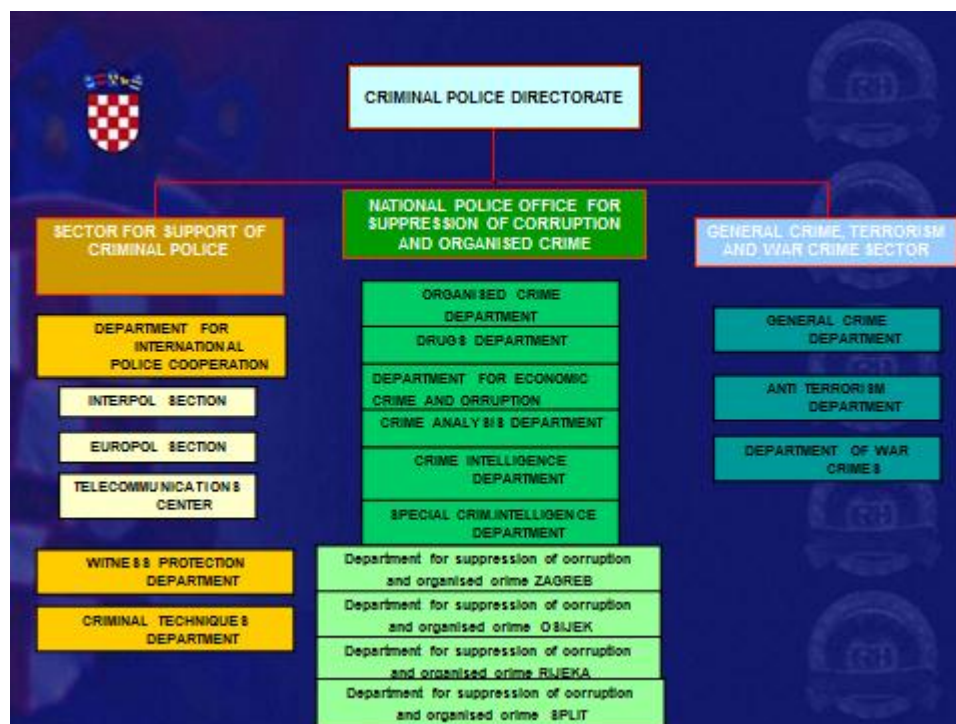 CRIMINAL POLICE DIRECTORATE
SECTOR FOR SUPPORT OF
CRIMINAL POLICE
DEPARTMENT FOR
INTERNATIONAL
POLICE COOPERATION
INTERPOL SECTION
EUROPOL SECTION
TELECOMMUNICATIONS
CENTER
WITNESS PROTECTION
DEPARTMENT
CRIMINAL TECHNIQUES
DEPARTMENT
NATIONAL POLICE OFFICE FOR
SUPPRESSION OF CORRUPTION
AND ORGANISED CRIME
ORGANISED CRIME
DEPARTMENT
DRUGS DEPARTMENT
DEPARTMENT FOR ECONOMIC
CRIME AND ORRUPTION
CRIME ANALYSIS DEPARTMENT
CRIME INTELLIGENCE
DEPARTMENT
SPECIAL CRIM.INTELLIGENCE
DEPARTMENT
Department for suppression of corruption
and organised crime ZAGREB
Department for suppression of corruption
and organised crime OSIJEK
Department for suppression of corruption
and organised crime RIJEKA
Department for suppression of corruption
and organised crime SPLIT
GENERAL CRIME, TERRORISM
AND WAR CRIME SECTOR
GENERAL CRIME
DEPARTMENT
ANTI TERRORISM
DEPARTMENT
DEPARTMENT OF WAR
CRIMES
RH
RH
RH